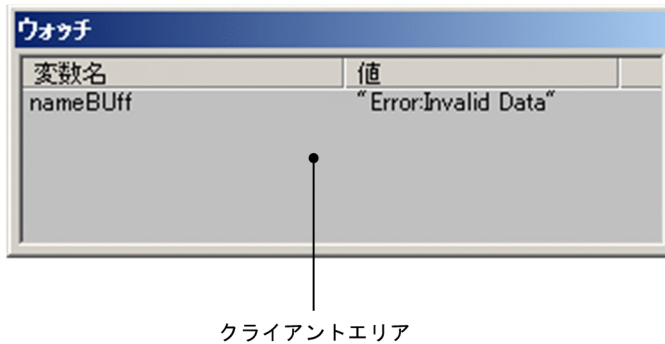 ウォッチ
変数名 値
nameBUff "Error:Invalid Data"
クライアントエリア